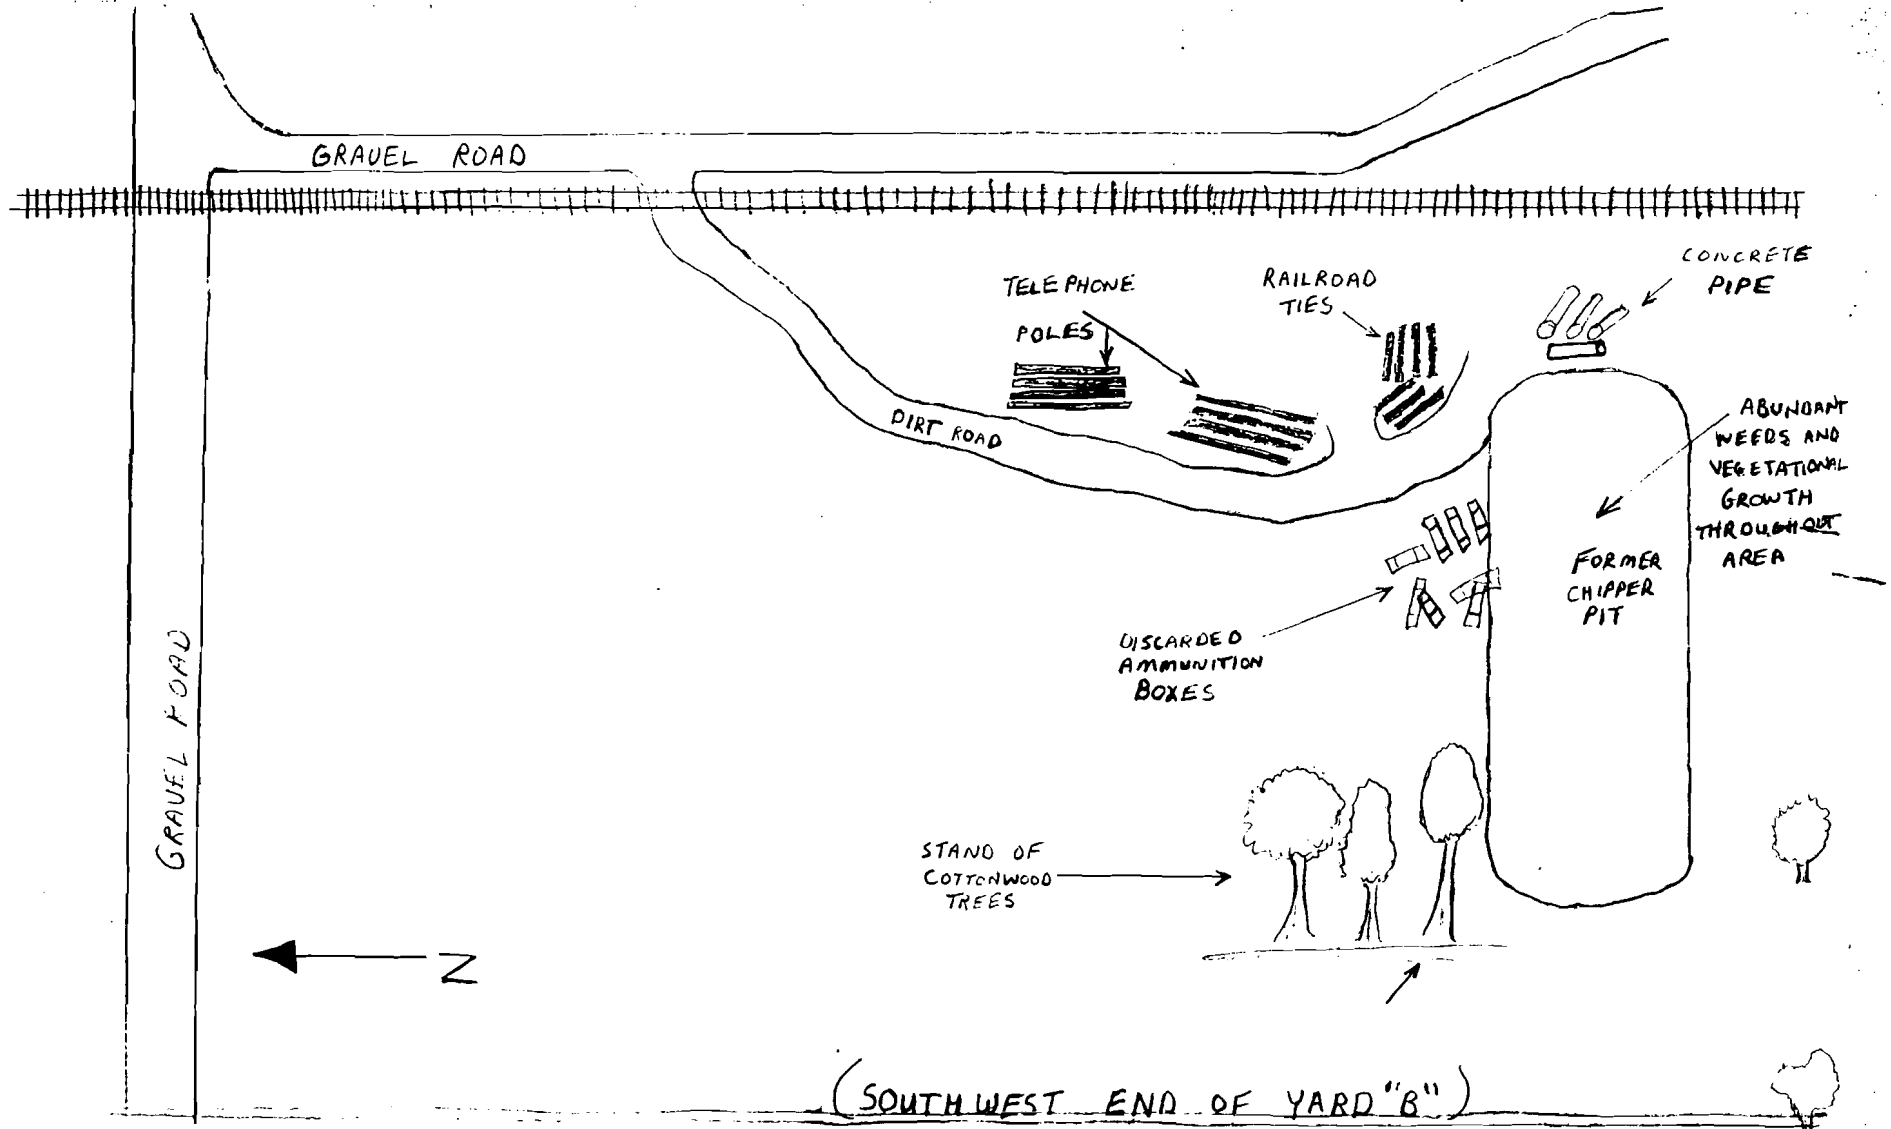 GRAVEL ROAD
CONCRETE
PIPE
TELEPHONE
POLES
RAILROAD
TIES
DIRT ROAD
ABUNDANT
WEEDS AND
VEGETATIONAL
GROWTH
THROUGHOUT
AREA
FORMER
CHIPPER
PIT
DISCARDED
AMMUNITION
BOXES
GRAVEL ROAD
STAND OF
COTTONWOOD
TREES
N
(SOUTHWEST END OF YARD "B")